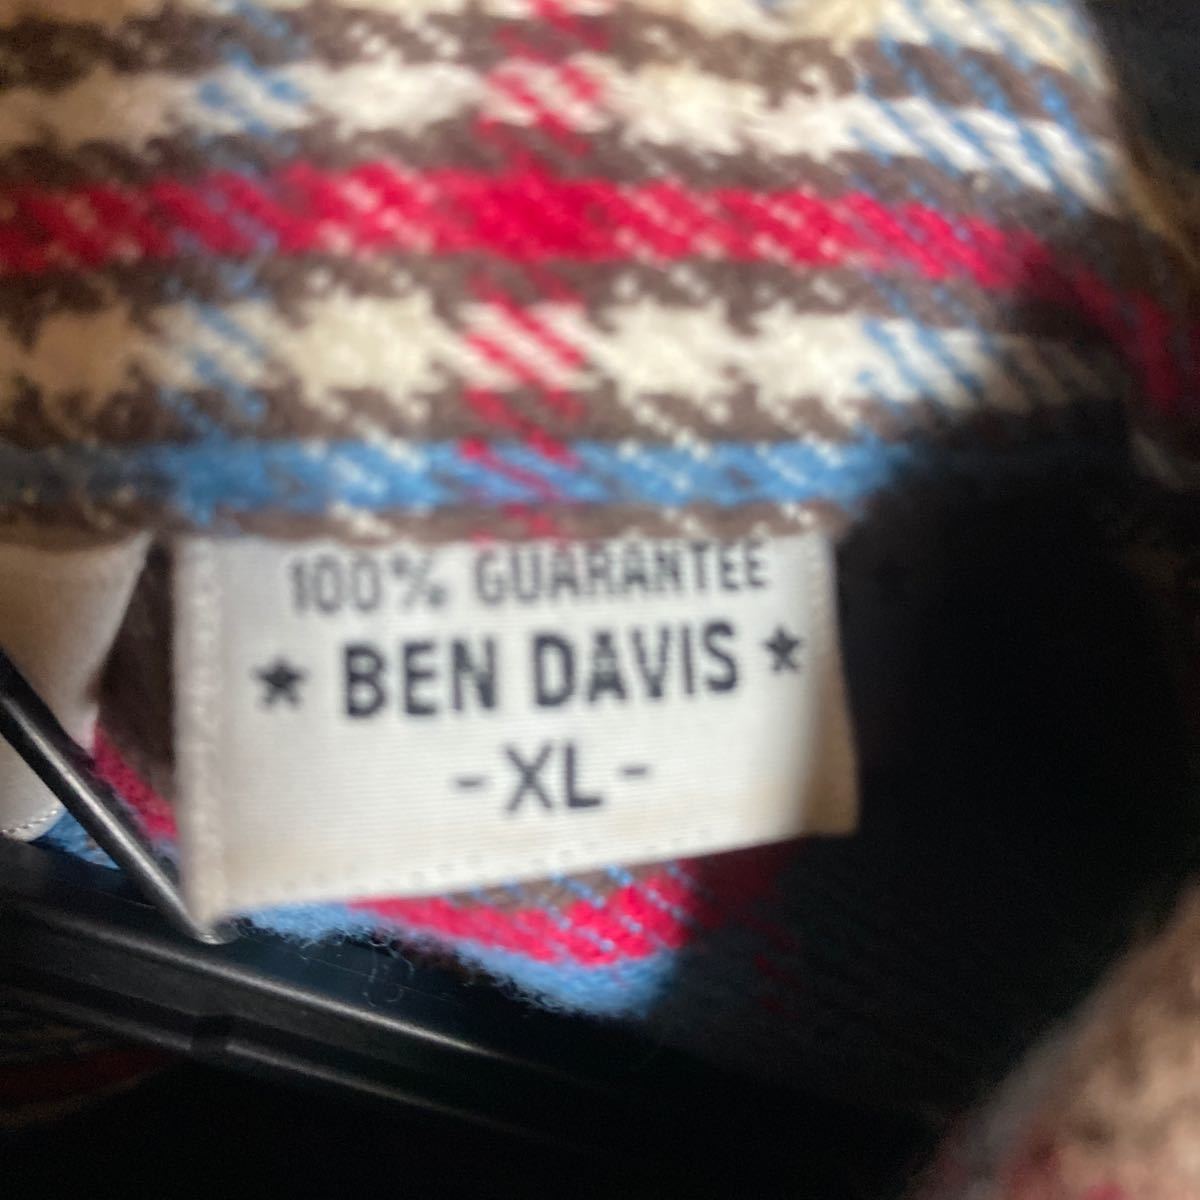 100% GUARANTEE
★ BEN DAVIS ★
- XL -